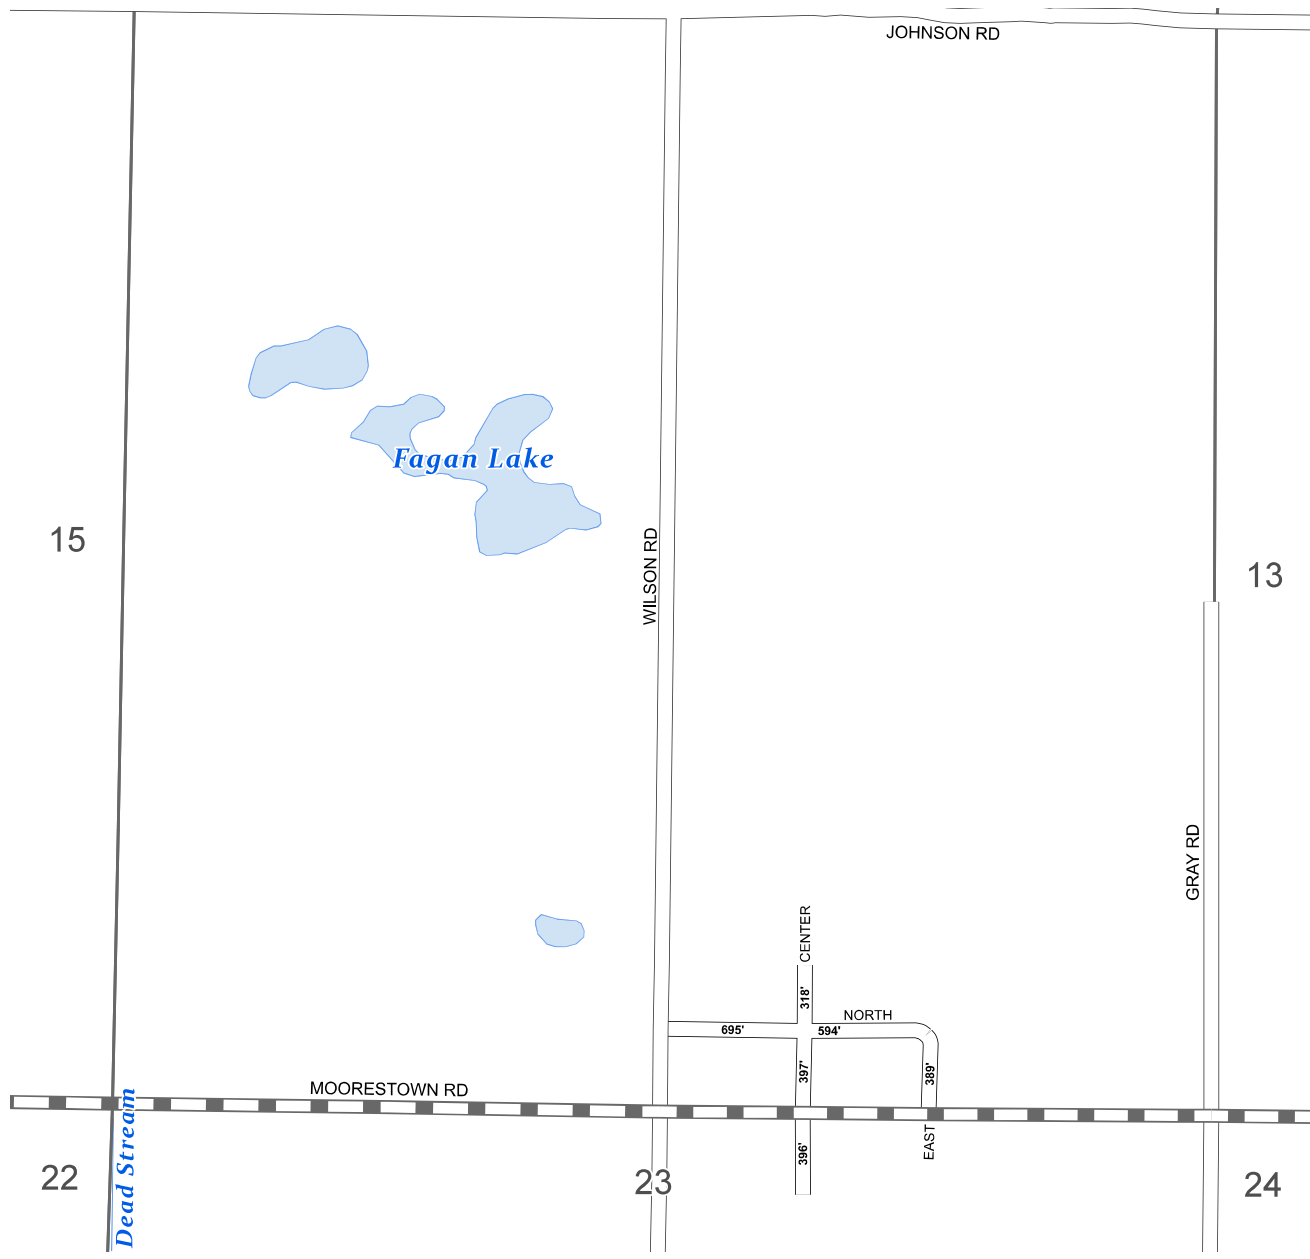 JOHNSON RD
Fagan Lake
15
WILSON RD
13
GRAY RD
CENTER
318'
NORTH
695'
594'
397'
389'
MOORESTOWN RD
Dead Stream
EAST
396'
22
23
24